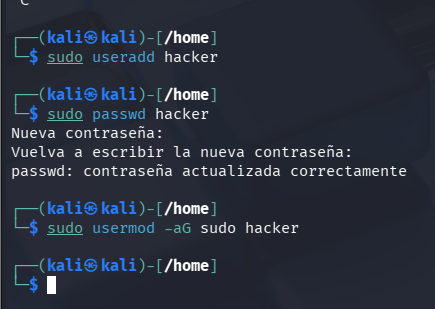 C
┌──(kali㉿kali)-[/home]
└─$ sudo useradd hacker
┌──(kali㉿kali)-[/home]
└─$ sudo passwd hacker
Nueva contraseña:
Vuelva a escribir la nueva contraseña:
passwd: contraseña actualizada correctamente
┌──(kali㉿kali)-[/home]
└─$ sudo usermod -aG sudo hacker
┌──(kali㉿kali)-[/home]
└─$